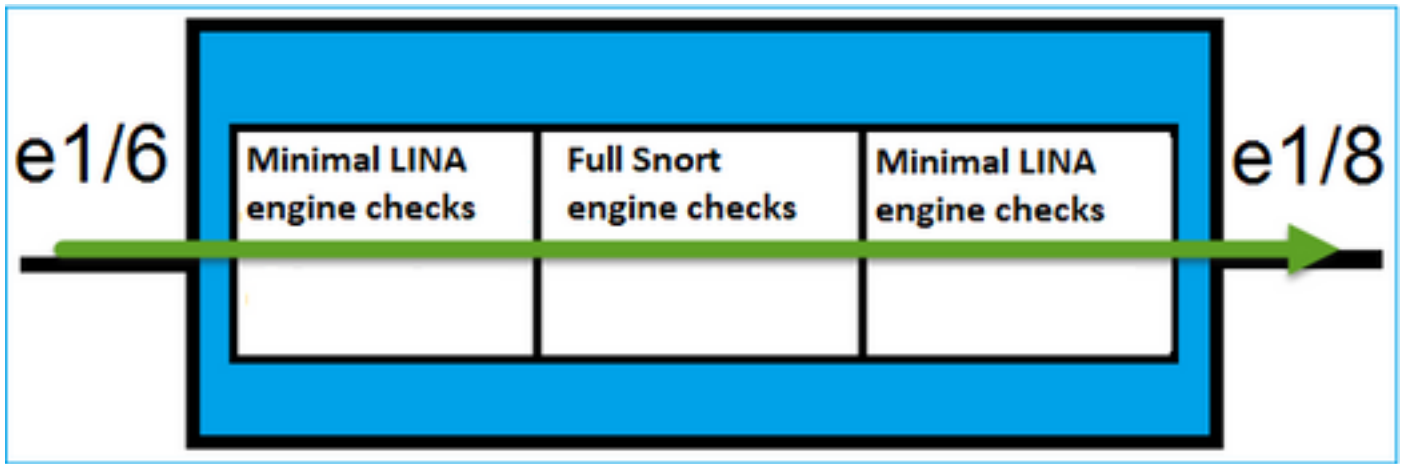 e1/6
Minimal LINA
engine checks
Full Snort
engine checks
Minimal LINA
engine checks
e1/8